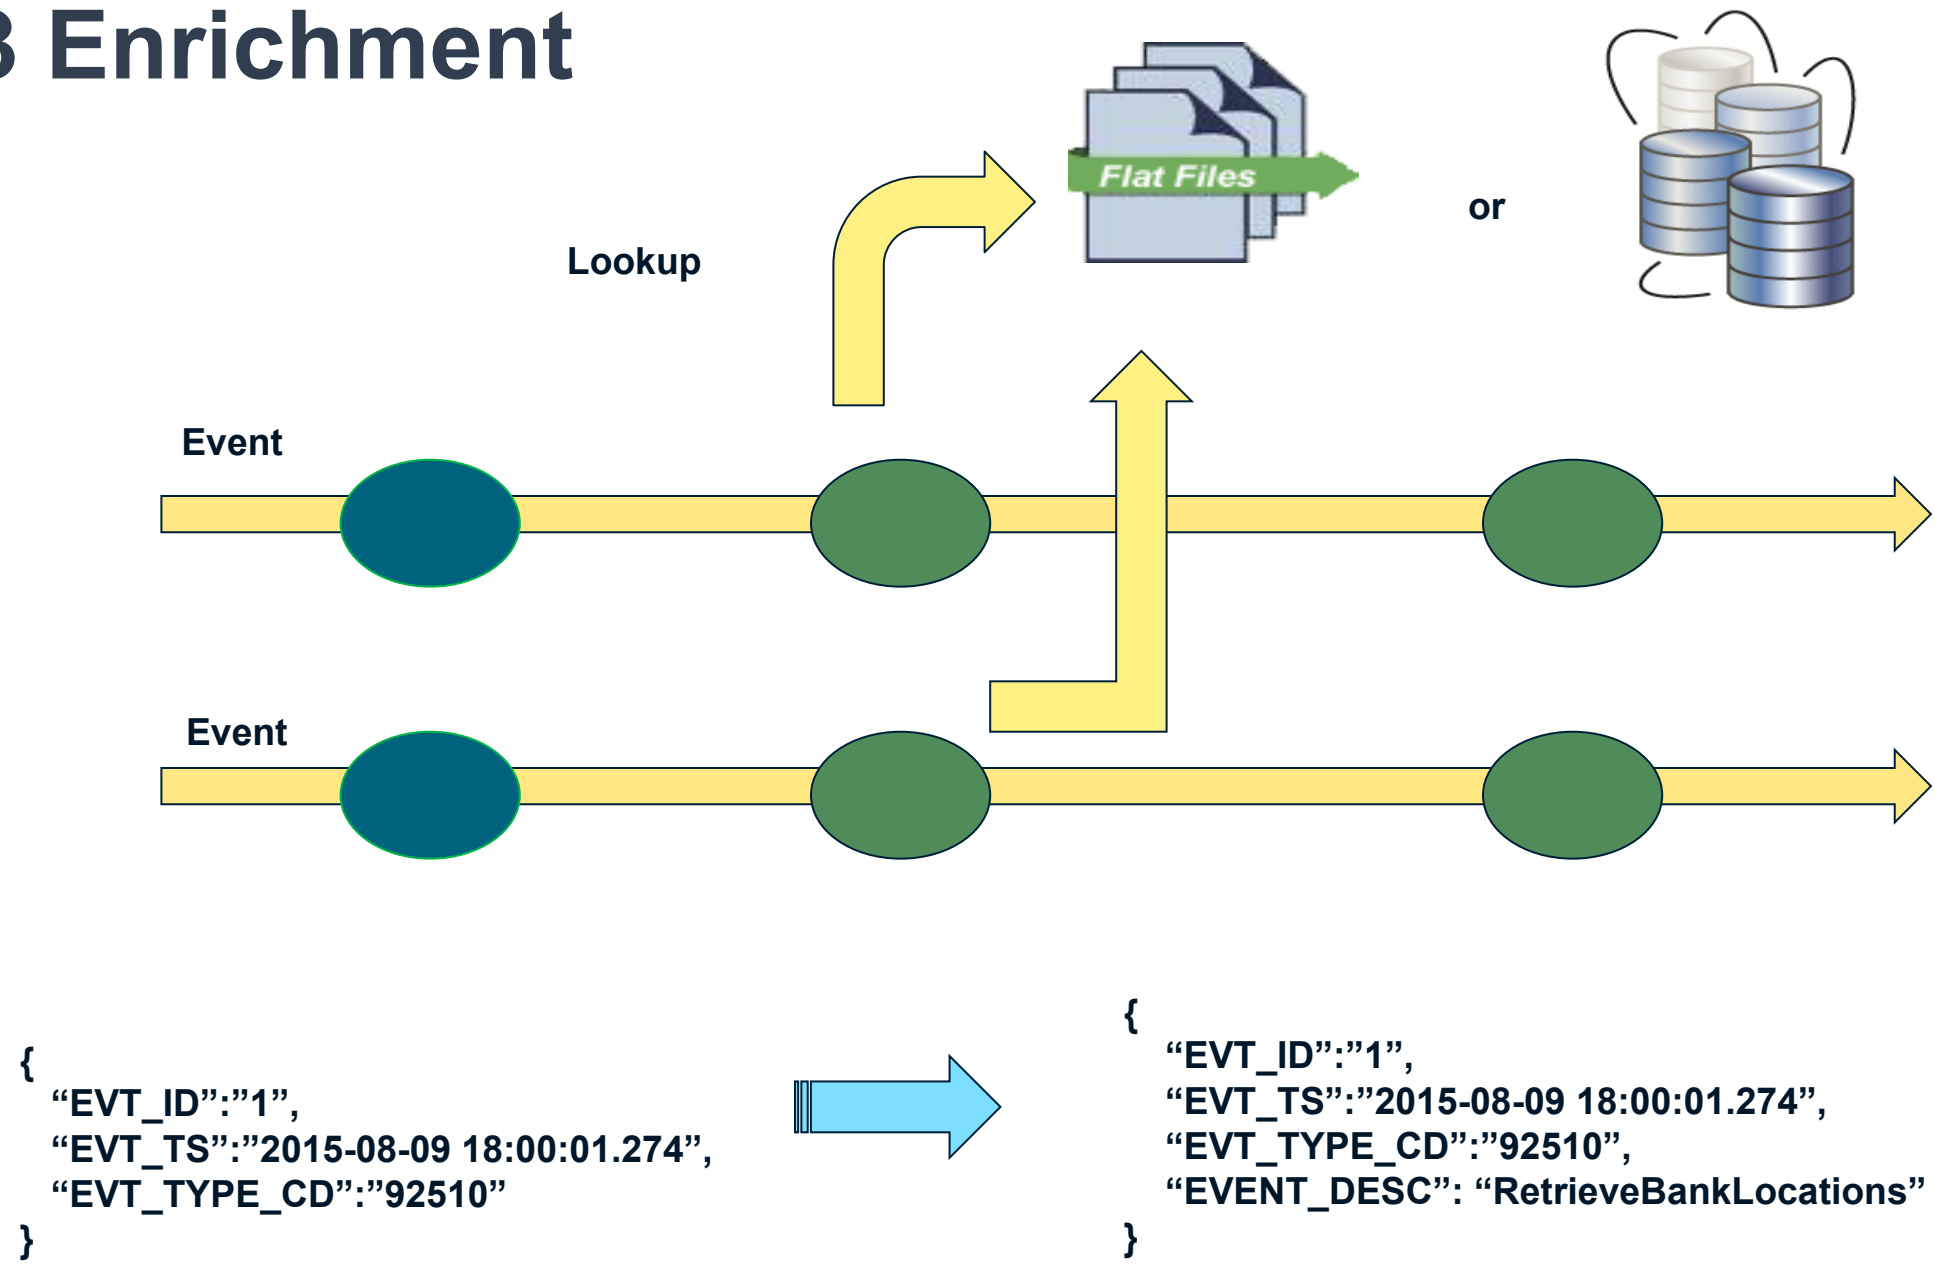 Enrichment
Flat Files
or
Lookup
Event
Event
{
“EVT_ID”:”1”,
“EVT_TS”:”2015-08-09 18:00:01.274”,
“EVT_TYPE_CD”:”92510”
}
{
“EVT_ID”:”1”,
“EVT_TS”:”2015-08-09 18:00:01.274”,
“EVT_TYPE_CD”:”92510”,
“EVENT_DESC”: “RetrieveBankLocations”
}